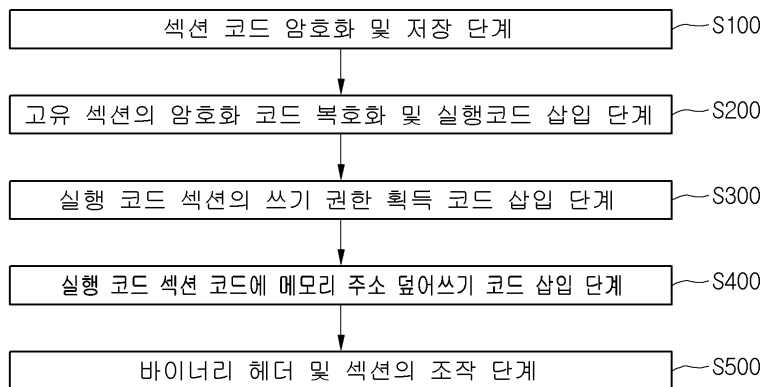 섹션 코드 암호화 및 저장 단계 S100
고유 섹션의 암호화 코드 복호화 및 실행코드 삽입 단계 S200
실행 코드 섹션의 쓰기 권한 획득 코드 삽입 단계 S300
실행 코드 섹션 코드에 메모리 주소 덮어쓰기 코드 삽입 단계 S400
바이너리 헤더 및 섹션의 조작 단계 S500